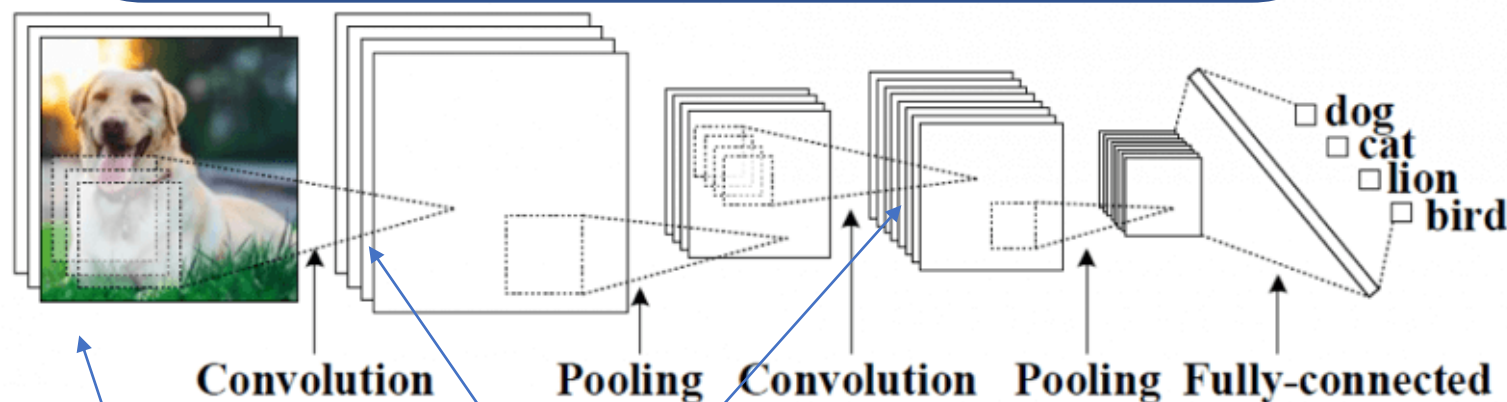 dog
cat
lion
bird
Convolution Pooling Convolution Pooling Fully-connected